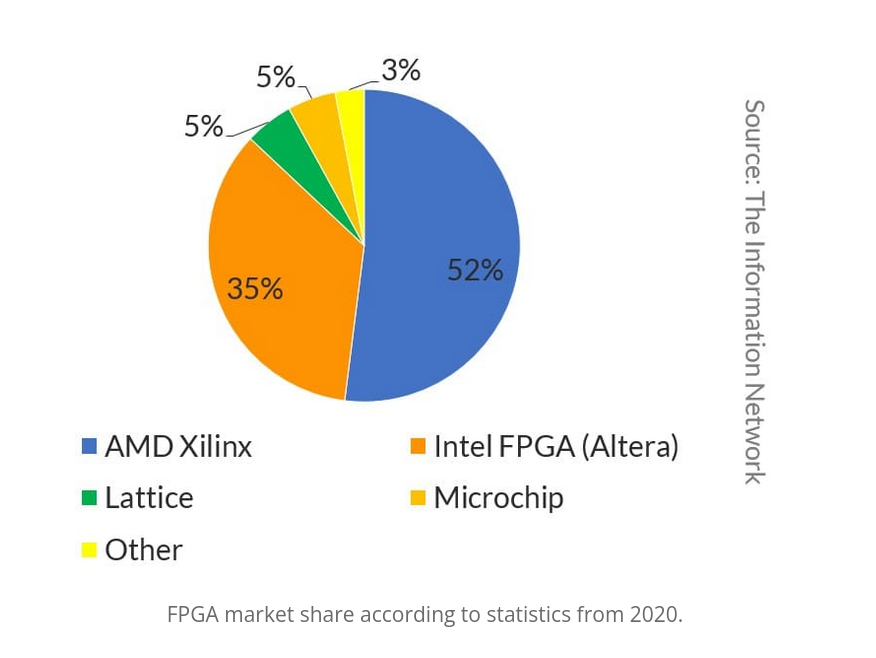 5%
3%
5%
52%
35%
AMD Xilinx
Intel FPGA (Altera)
Lattice
Microchip
Other
Source: The Information Network
FPGA market share according to statistics from 2020.